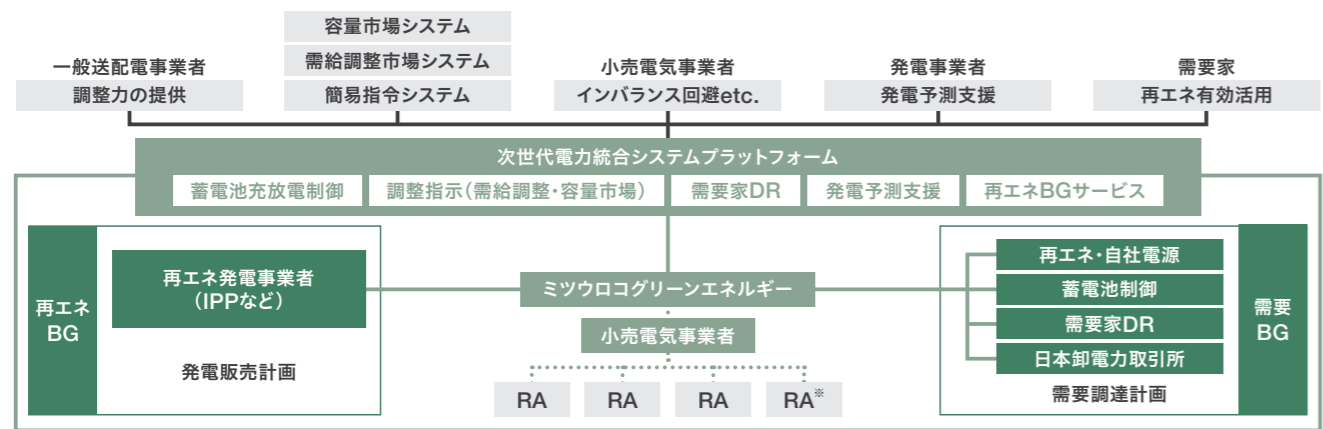 容量市場システム
需給調整市場システム
簡易指令システム
一般送配電事業者
調整力の提供
小売電気事業者
インバランス回避etc.
発電事業者
発電予測支援
需要家
再エネ有効活用
次世代電力統合システムプラットフォーム
蓄電池充放電制御
調整指示（需給調整・容量市場）
需要家DR
発電予測支援
再エネBGサービス
再エネ
BG
再エネ発電事業者
（IPPなど）
発電販売計画
ミツウロコグリーンエネルギー
小売電気事業者
RA
RA
RA
RA※
再エネ・自社電源
蓄電池制御
需要家DR
日本卸電力取引所
需要調達計画
需要
BG